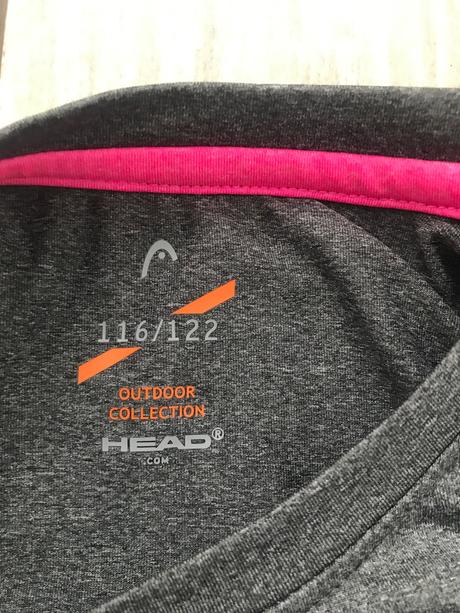 116/122
OUTDOOR
COLLECTION
HEAD®
.COM